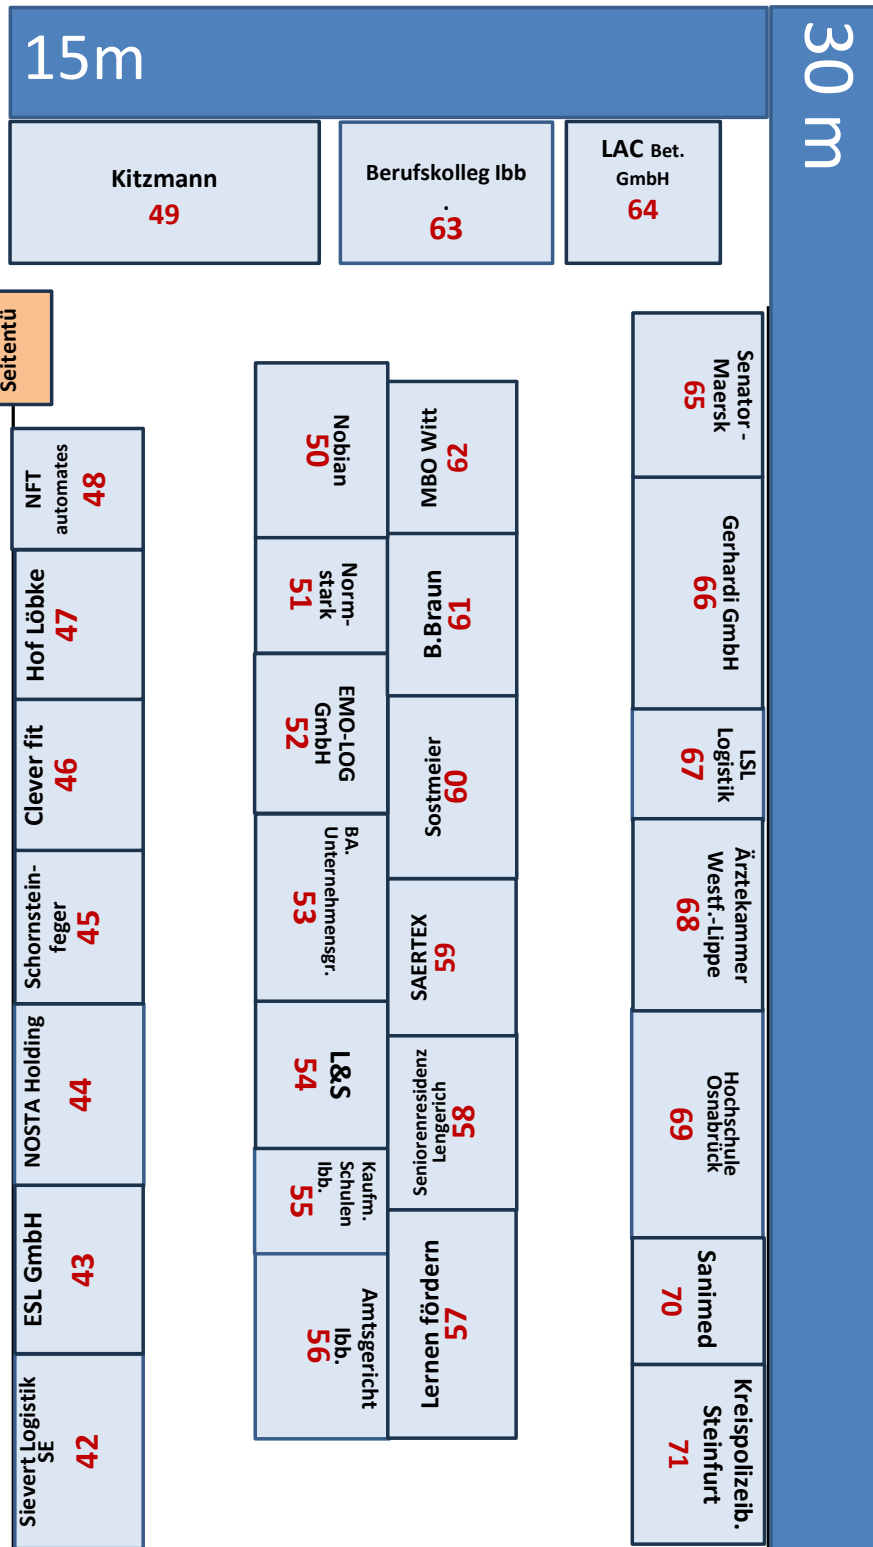 15m
30 m
Kitzmann
49
Berufskolleg Ibb
.
63
LAC Bet.
GmbH
64
Seitentü
NFT
automates
48
Hof Löbke
47
Clever fit
46
Schornstein-
feger
45
NOSTA Holding
44
ESL GmbH
43
Sievert Logistik
SE
42
Nobian
50
Norm-
stark
51
EMO-LOG
GmbH
52
BA.
Unternehmensgr.
53
L&S
54
Kaufm.
Schulen
Ibb.
55
Amtsgericht
Ibb.
56
MBO Witt
62
B.Braun
61
Sostmeier
60
SAERTEX
59
Seniorenresidenz
Lengerich
58
Lernen fördern
57
Senator -
Maersk
65
Gerhardi GmbH
66
LSL
Logistik
67
Ärztekammer
Westf.-Lippe
68
Hochschule
Osnabrück
69
Sanimed
70
Kreispolizeib.
Steinfurt
71